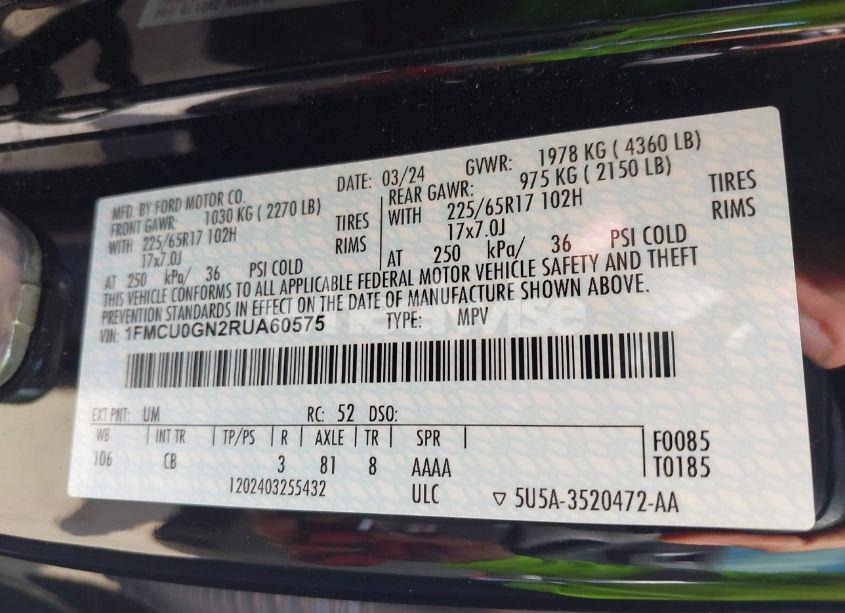 MFD. BY FORD MOTOR CO. DATE: 03/24 GVWR: 1978 KG ( 4360 LB)
FRONT GAWR: 1030 KG ( 2270 LB) REAR GAWR: 975 KG ( 2150 LB)
WITH 225/65R17 102H TIRES WITH 225/65R17 102H TIRES
17x7.0J RIMS 17x7.0J RIMS
AT 250 kPa/ 36 PSI COLD AT 250 kPa/ 36 PSI COLD
THIS VEHICLE CONFORMS TO ALL APPLICABLE FEDERAL MOTOR VEHICLE SAFETY AND THEFT
PREVENTION STANDARDS IN EFFECT ON THE DATE OF MANUFACTURE SHOWN ABOVE.
VIN: 1FMCU0GN2RUA60575 TYPE: MPV
EXT PNT: UM RC: 52 DSO:
WB INT TR TP/PS R AXLE TR SPR F0085
106 CB 3 81 8 AAAA T0185
1202403255432 ULC ▽ 5U5A-3520472-AA